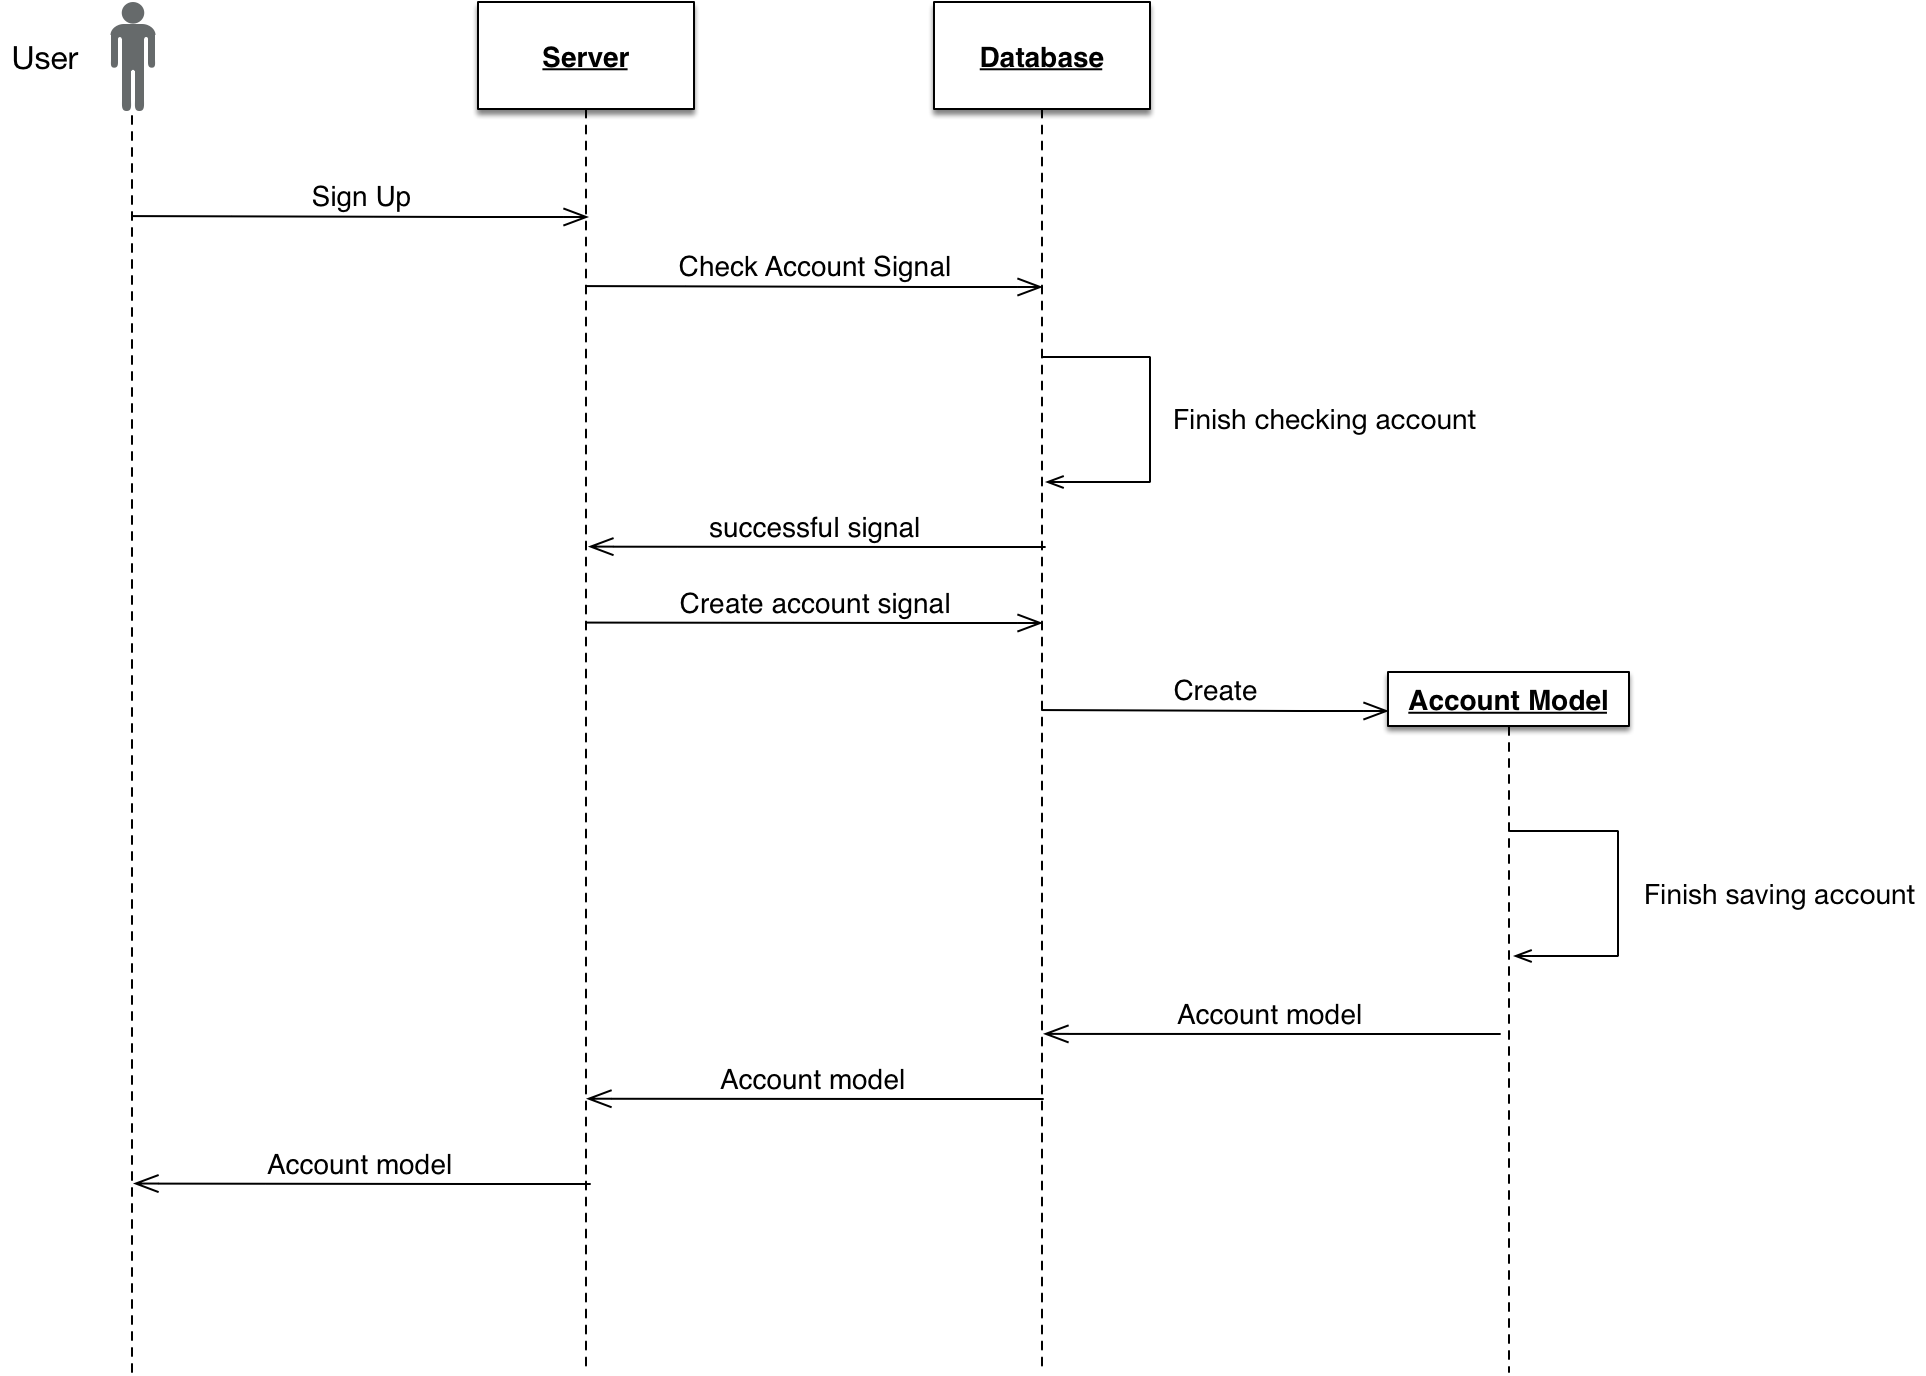 User
Server
Database
Sign Up
Check Account Signal
Finish checking account
successful signal
Create account signal
Create
Account Model
Finish saving account
Account model
Account model
Account model